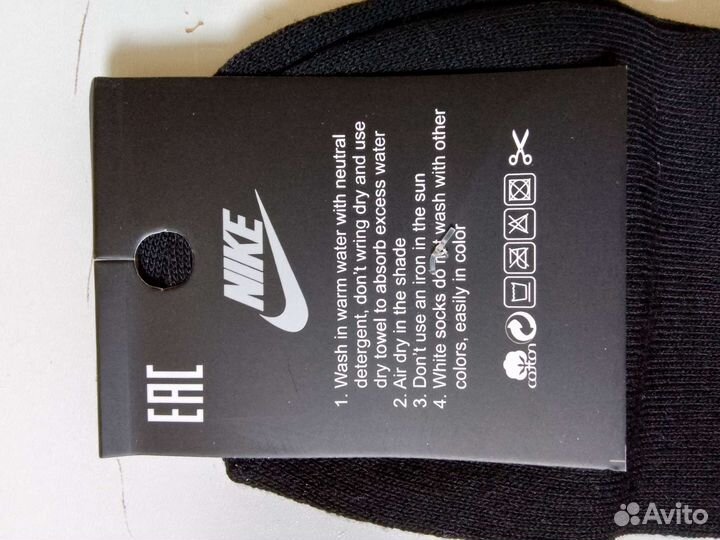 EAC
NIKE
1. Wash in warm water with neutral
detergent, don't wring dry and use
dry towel to absorb excess water
2. Air dry in the shade
3. Don't use an iron in the sun
4. White socks do not wash with other
colors, easily in color
cotton
Avito